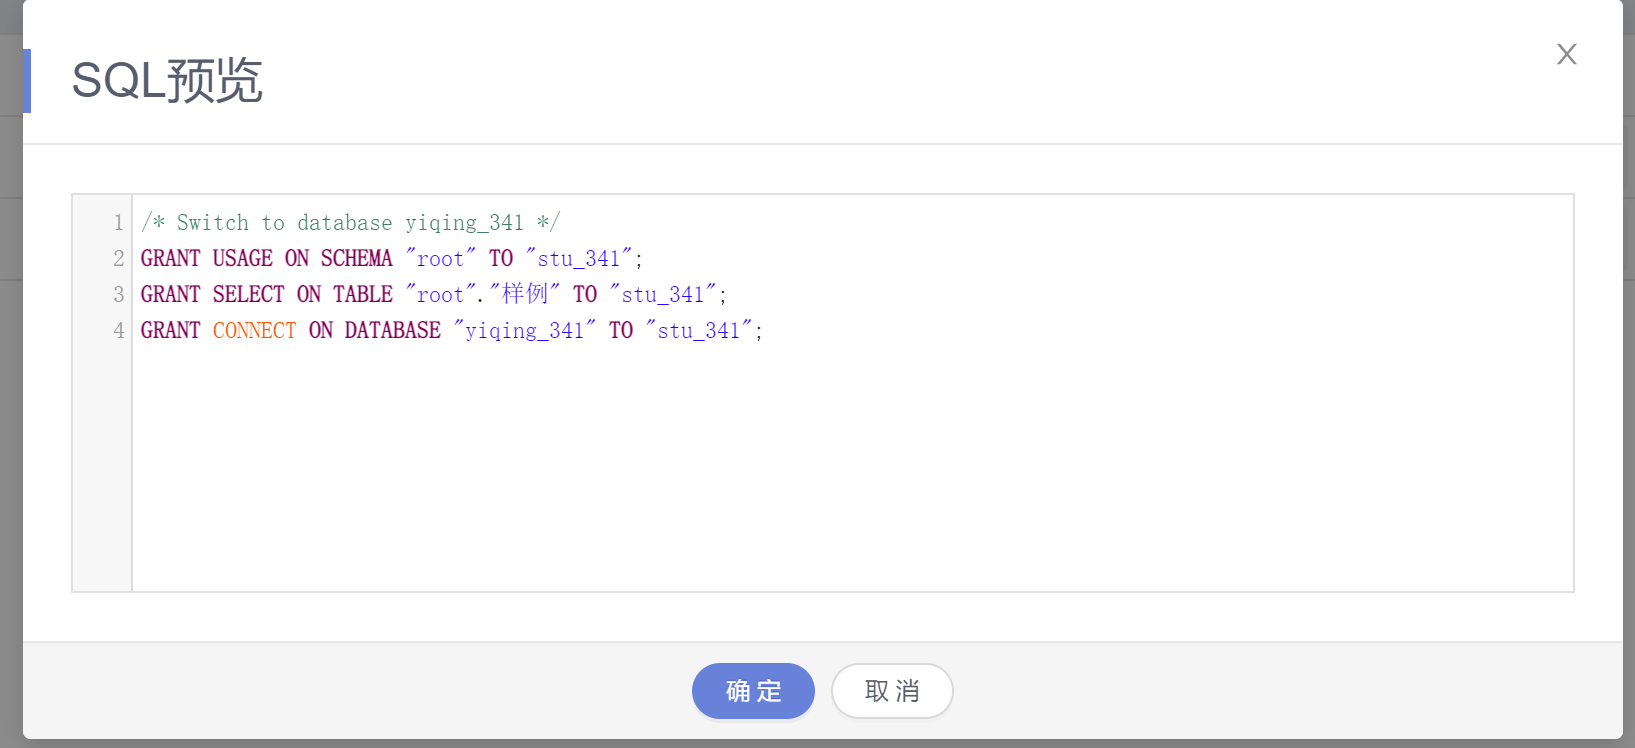 SQL预览
X
1 /* Switch to database yiqing_341 */
2 GRANT USAGE ON SCHEMA "root" TO "stu_341";
3 GRANT SELECT ON TABLE "root"."样例" TO "stu_341";
4 GRANT CONNECT ON DATABASE "yiqing_341" TO "stu_341";
确定 取消